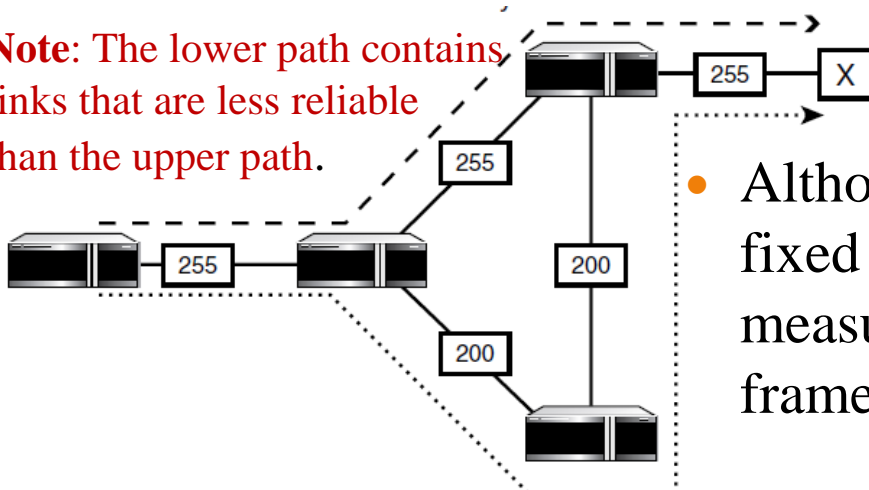 Note: The lower path contains
inks that are less reliable
han the upper path.
255
X
255
255
200
200
• Altho
fixed
measu
frame